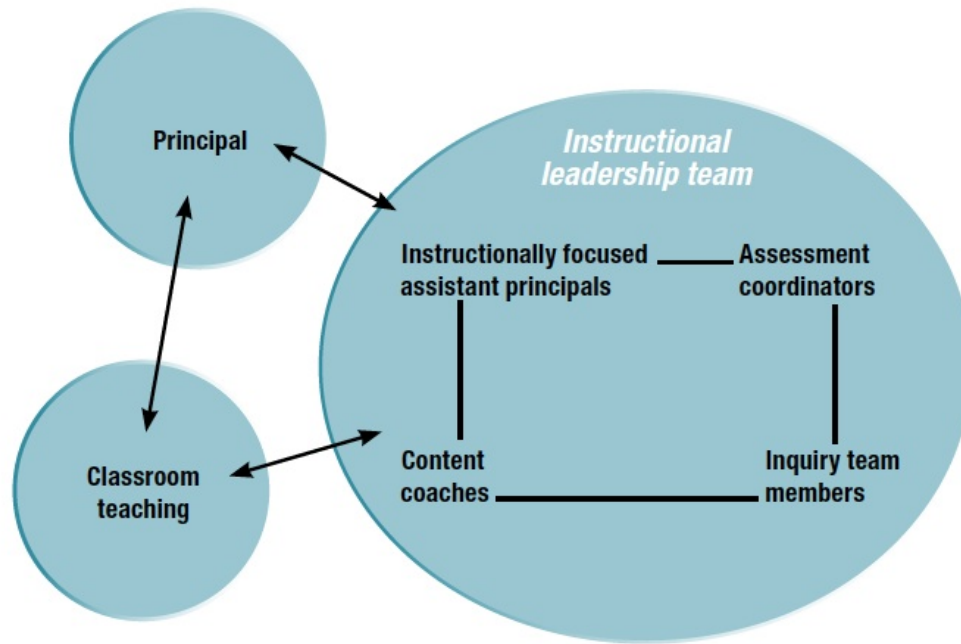 Principal
Instructional
leadership team
Instructionally focused
assistant principals
Assessment
coordinators
Classroom
teaching
Content
coaches
Inquiry team
members